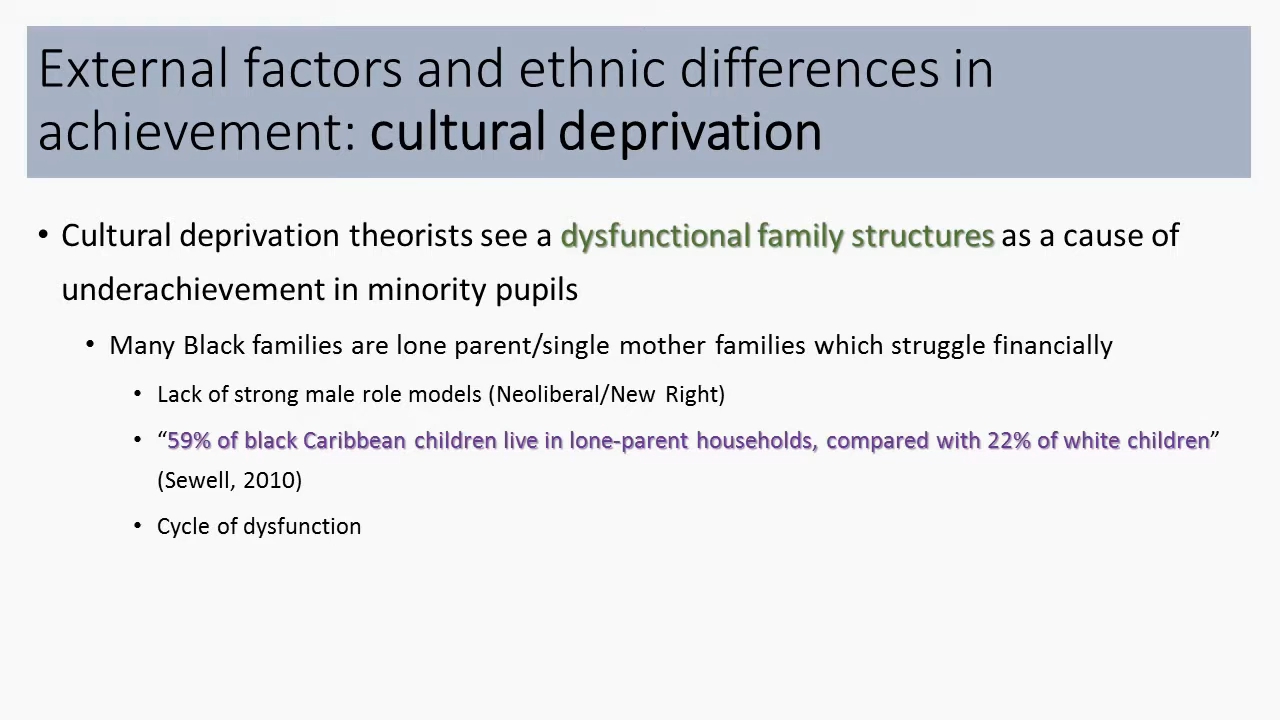 External factors and ethnic differences in
achievement: cultural deprivation
• Cultural deprivation theorists see a dysfunctional family structures as a cause of
underachievement in minority pupils
• Many Black families are lone parent/single mother families which struggle financially
• Lack of strong male role models (Neoliberal/New Right)
• “59% of black Caribbean children live in lone-parent households, compared with 22% of white children”
(Sewell, 2010)
• Cycle of dysfunction